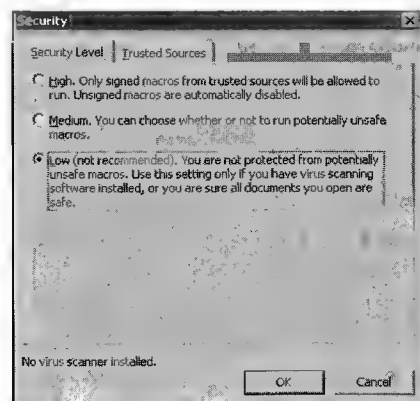 Security
Security Level
Trusted Sources
High. Only signed macros from trusted sources will be allowed to
run. Unsigned macros are automatically disabled.
Medium. You can choose whether or not to run potentially unsafe
macros.
Low (not recommended). You are not protected from potentially
unsafe macros. Use this setting only if you have virus scanning
software installed, or you are sure all documents you open are
safe.
No virus scanner installed.
OK
Cancel